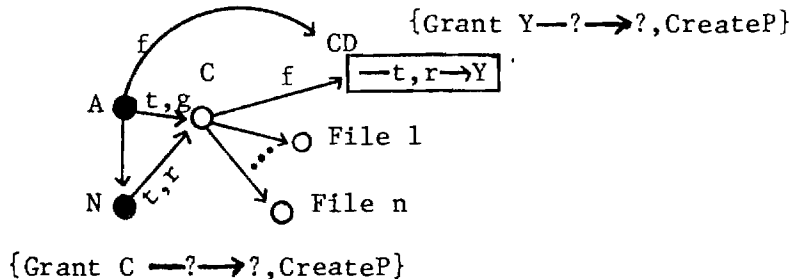 {Grant Y—?→?,CreateP}
f
CD
C
f
—t,r→Y
A
t,g
File 1
N
t,r
File n
{Grant C —?→?,CreateP}